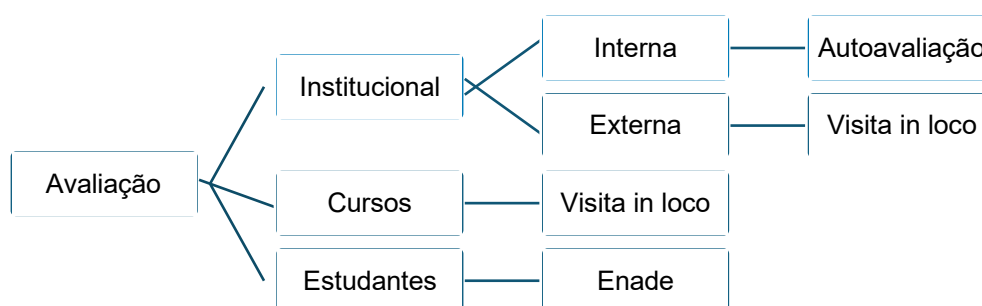 Avaliação
Institucional
Interna
Autoavaliação
Externa
Visita in loco
Cursos
Visita in loco
Estudantes
Enade